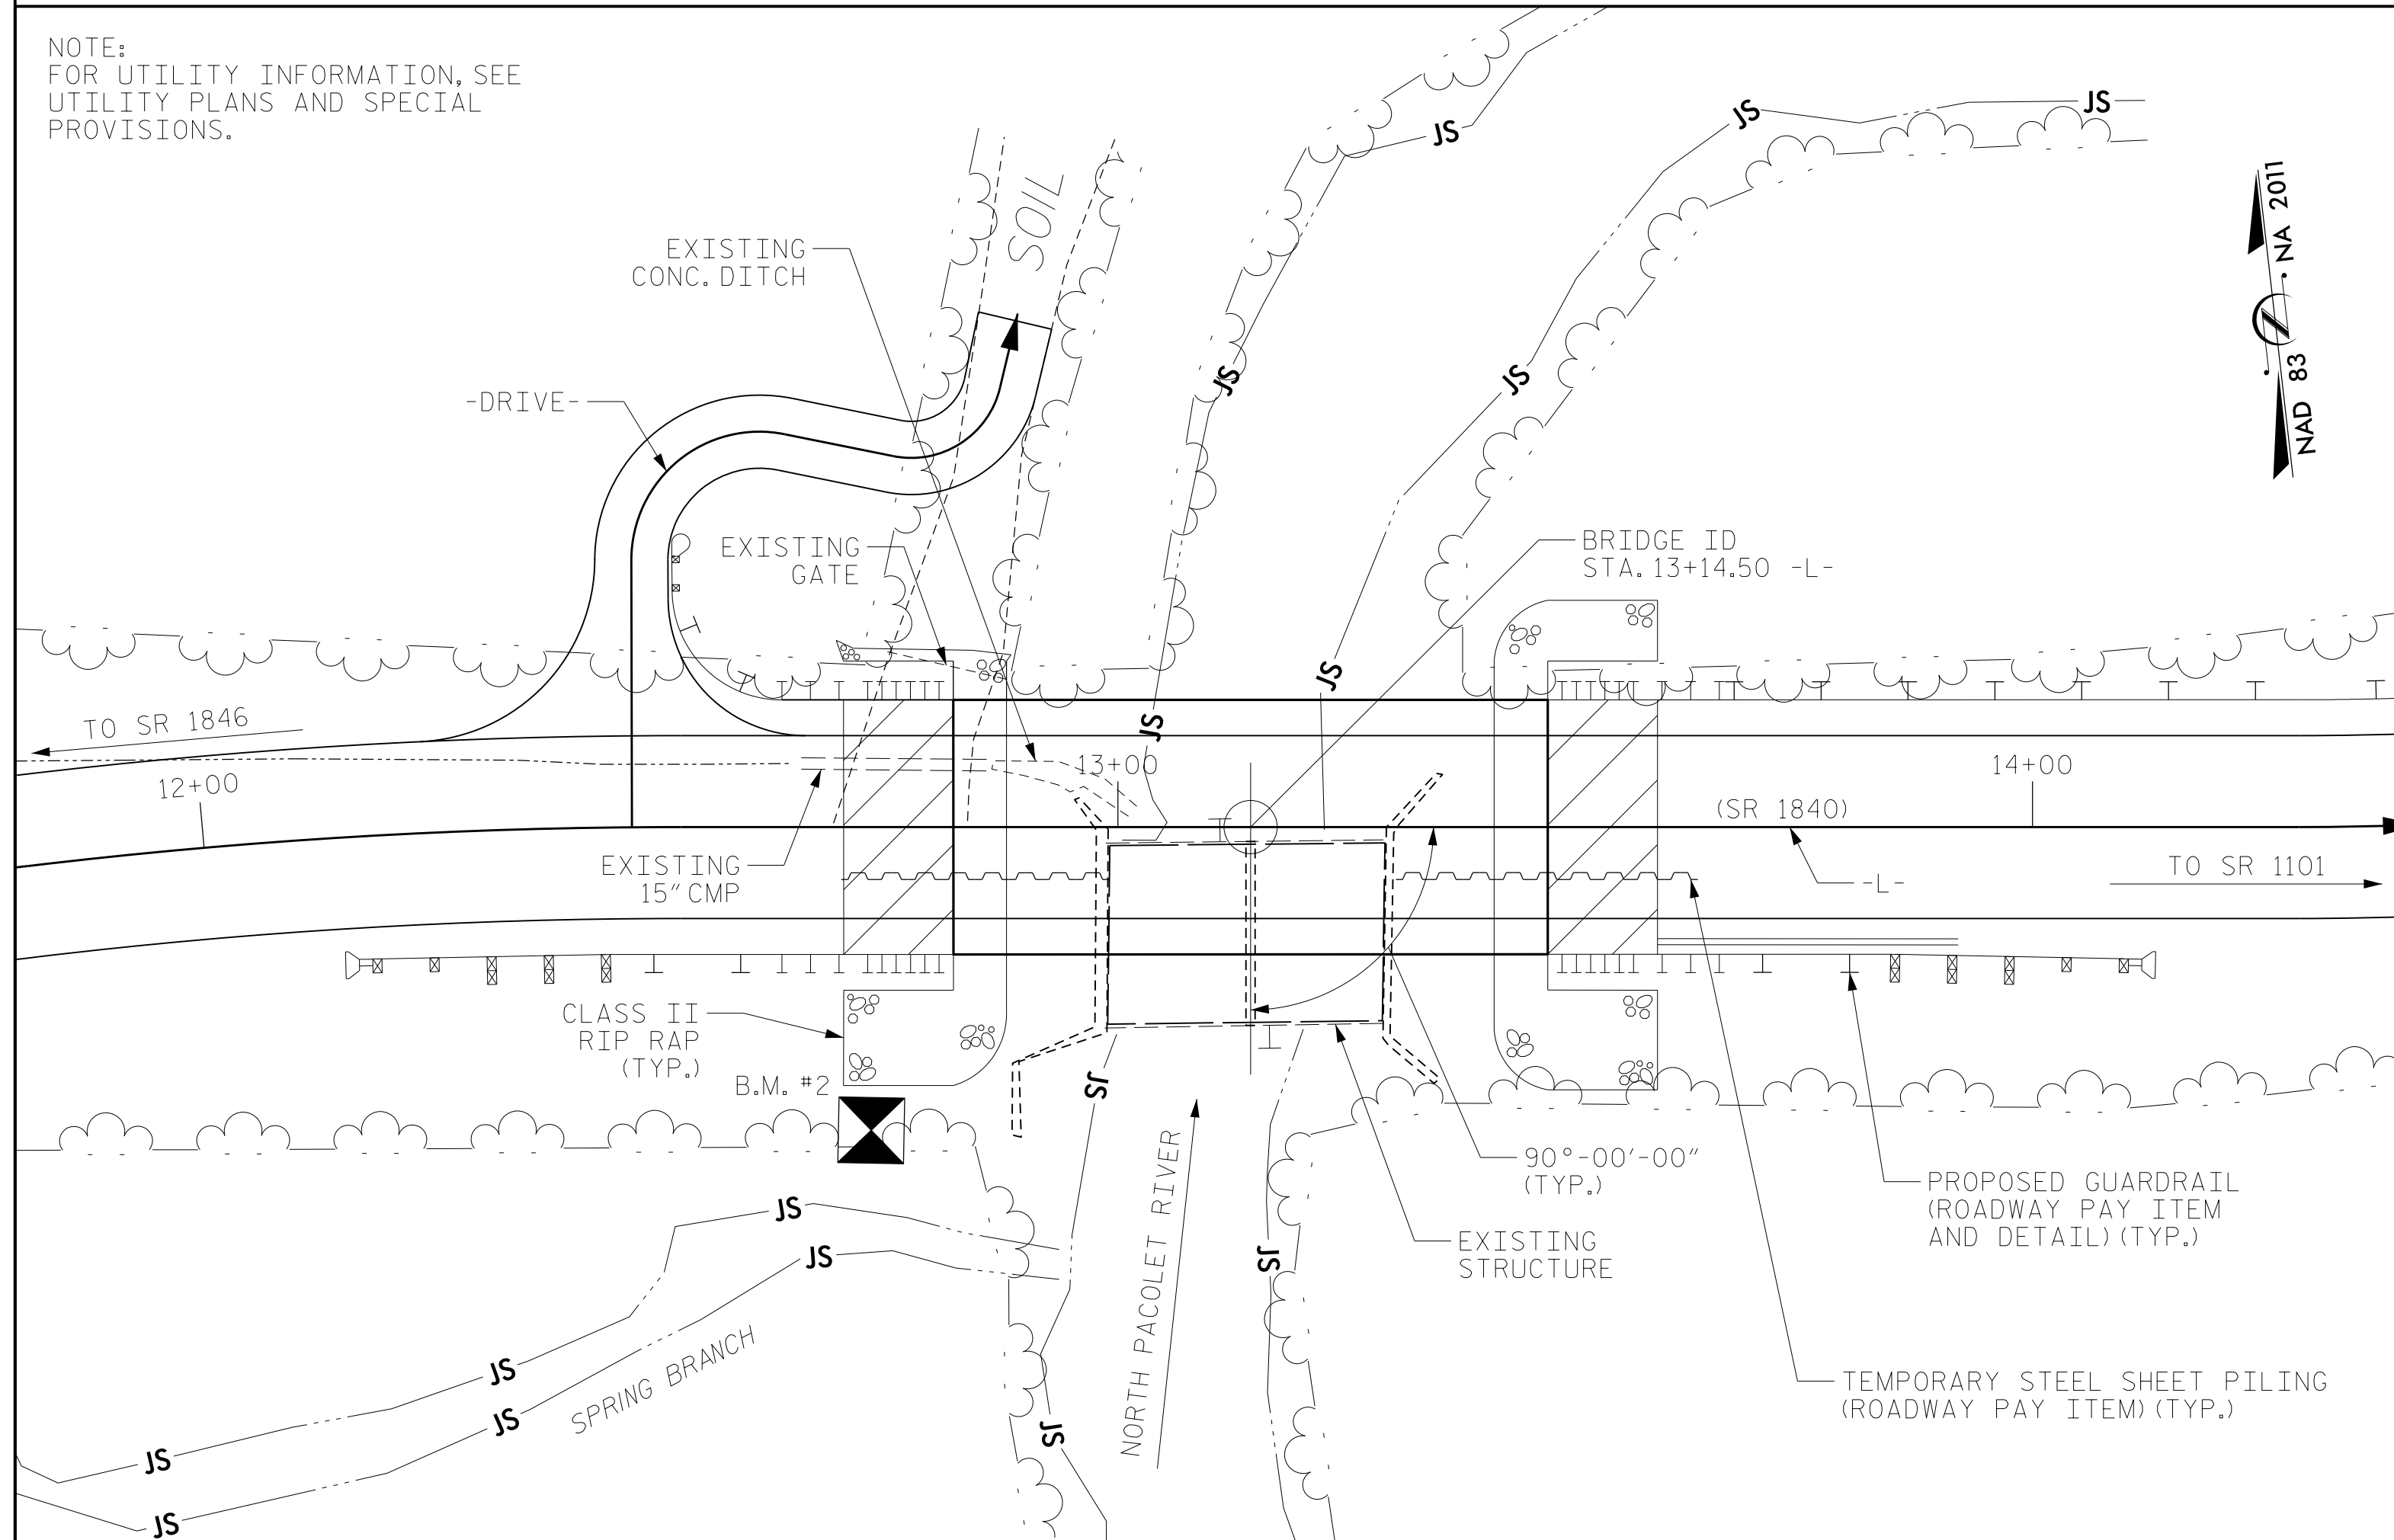 NOTE:
FOR UTILITY INFORMATION, SEE
UTILITY PLANS AND SPECIAL
PROVISIONS.
JS
JS
JS
NAD 83 NA 2011
SOIL
EXISTING
CONC. DITCH
JS
JS
-DRIVE-
EXISTING
GATE
BRIDGE ID
STA. 13+14.50 -L-
JS
TO SR 1846
JS
12+00
13+00
14+00
(SR 1840)
EXISTING
15" CMP
-L-
TO SR 1101
CLASS II
RIP RAP
(TYP.)
B.M. #2
JS
90°-00'-00"
(TYP.)
PROPOSED GUARDRAIL
(ROADWAY PAY ITEM
AND DETAIL) (TYP.)
EXISTING
STRUCTURE
NORTH PACOLET RIVER
JS
JS
JS
JS
JS
SPRING BRANCH
TEMPORARY STEEL SHEET PILING
(ROADWAY PAY ITEM) (TYP.)
JS
JS
JS